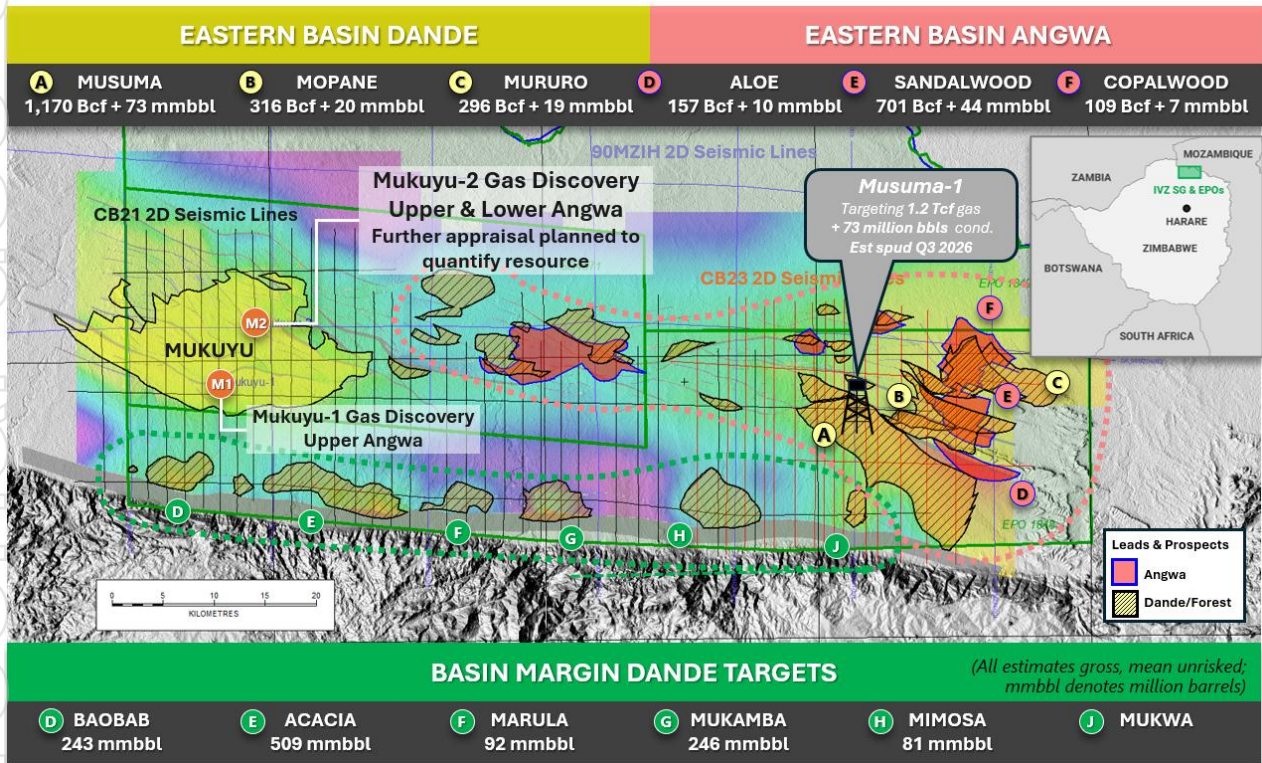 EASTERN BASIN DANDE
EASTERN BASIN ANGWA
A MUSUMA
1,170 Bcf + 73 mmbbl
B MOPANE
316 Bcf + 20 mmbbl
C MURURO
296 Bcf + 19 mmbbl
D ALOE
157 Bcf + 10 mmbbl
E SANDALWOOD
701 Bcf + 44 mmbbl
F COPALWOOD
109 Bcf + 7 mmbbl
90MZIH 2D Seismic Lines
CB21 2D Seismic Lines
Mukuyu-2 Gas Discovery
Upper & Lower Angwa
Further appraisal planned to
quantify resource
Musuma-1
Targeting 1.2 Tcf gas
+ 73 million bbls cond.
Est spud Q3 2026
CB23 2D Seismic
MOZAMBIQUE
ZAMBIA
IVZ SG & EPOs
HARARE
ZIMBABWE
BOTSWANA
SOUTH AFRICA
M2
MUKUYU
M1
Mukuyu-1 Gas Discovery
Upper Angwa
F
C
E
B
A
D
D
E
F
G
H
J
0 5 10 15 20
KILOMETRES
Leads & Prospects
Angwa
Dande/Forest
BASIN MARGIN DANDE TARGETS
(All estimates gross, mean unrisked;
mmbbl denotes million barrels)
D BAOBAB
243 mmbbl
E ACACIA
509 mmbbl
F MARULA
92 mmbbl
G MUKAMBA
246 mmbbl
H MIMOSA
81 mmbbl
J MUKWA